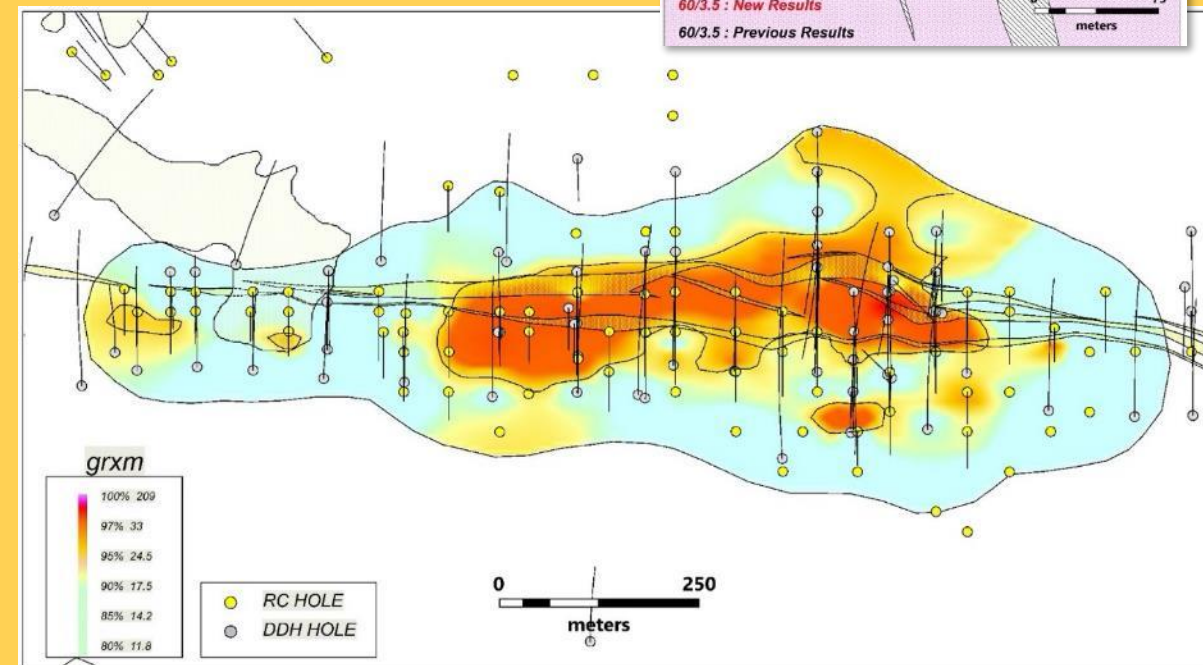 60/3.5 : New Results
60/3.5 : Previous Results
meters
grxm
100% 209
97% 33
95% 24.5
90% 17.5
85% 14.2
80% 11.8
RC HOLE
DDH HOLE
0 250
meters